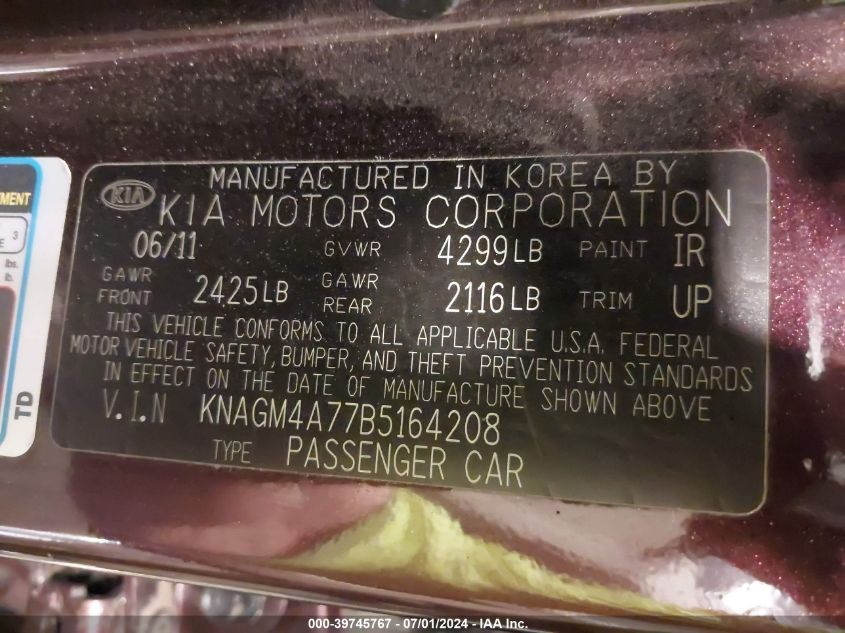 MANUFACTURED IN KOREA BY
KIA KIA MOTORS CORPORATION
06/11 GVWR 4299LB PAINT IR
GAWR FRONT 2425LB GAWR REAR 2116LB TRIM UP
THIS VEHICLE CONFORMS TO ALL APPLICABLE U.S.A. FEDERAL
MOTOR VEHICLE SAFETY, BUMPER, AND THEFT PREVENTION STANDARDS
IN EFFECT ON THE DATE OF MANUFACTURE SHOWN ABOVE
V.I.N KNAGM4A77B5164208
TYPE PASSENGER CAR
3
lbs.
TD
000-39745767 - 07/01/2024 - IAA Inc.